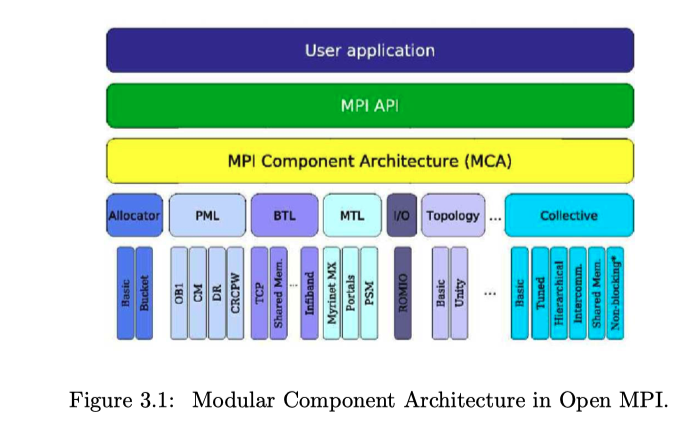 User application
MPI API
MPI Component Architecture (MCA)
Allocator PML BTL MTL I/O Topology ... Collective
Basic
Bucket
OB1
CM
DR
CRCPW
TCP
Shared Mem.
...
Infiband
Myrinet MX
Portals
PSM
ROMIO
Basic
Unity
...
Basic
Tuned
Hierarchical
Intercomm.
Shared Mem.
Non-blocking*
Figure 3.1: Modular Component Architecture in Open MPI.